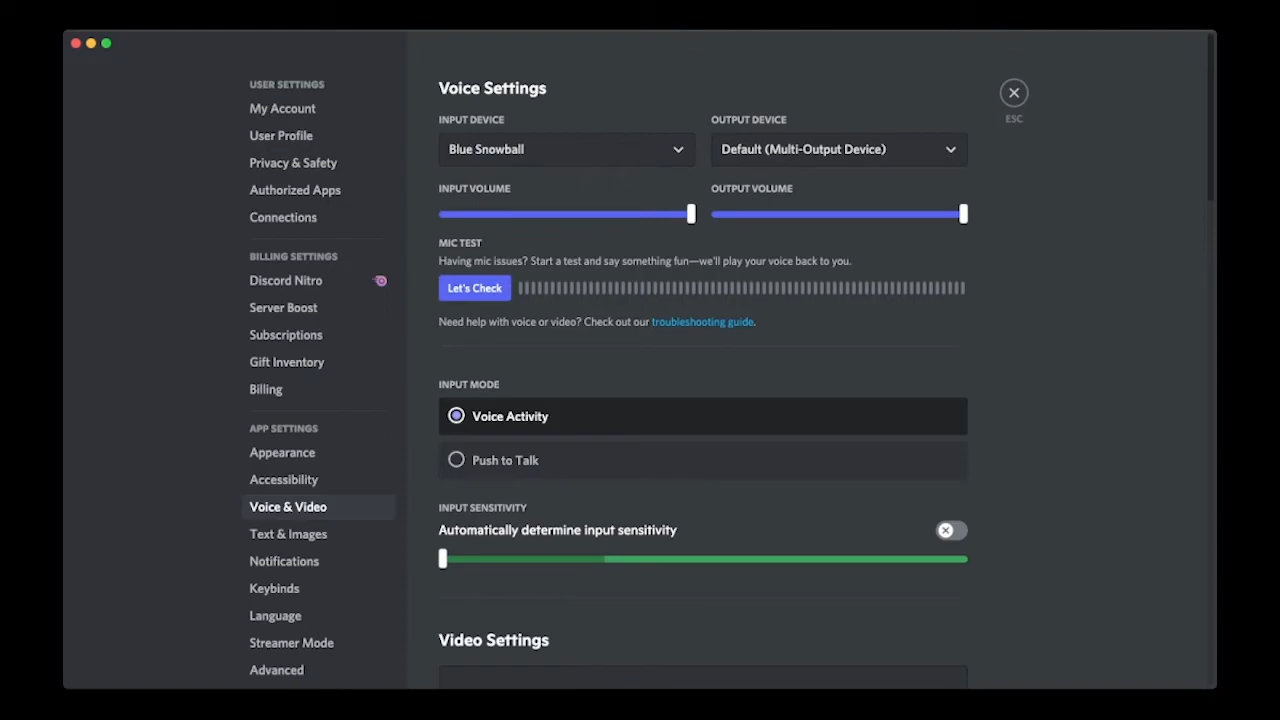 USER SETTINGS
My Account
User Profile
Privacy & Safety
Authorized Apps
Connections
BILLING SETTINGS
Discord Nitro
Server Boost
Subscriptions
Gift Inventory
Billing
APP SETTINGS
Appearance
Accessibility
Voice & Video
Text & Images
Notifications
Keybinds
Language
Streamer Mode
Advanced
Voice Settings
ESC
INPUT DEVICE
OUTPUT DEVICE
Blue Snowball
Default (Multi-Output Device)
INPUT VOLUME
OUTPUT VOLUME
MIC TEST
Having mic issues? Start a test and say something fun—we'll play your voice back to you.
Let's Check
Need help with voice or video? Check out our troubleshooting guide.
INPUT MODE
Voice Activity
Push to Talk
INPUT SENSITIVITY
Automatically determine input sensitivity
Video Settings